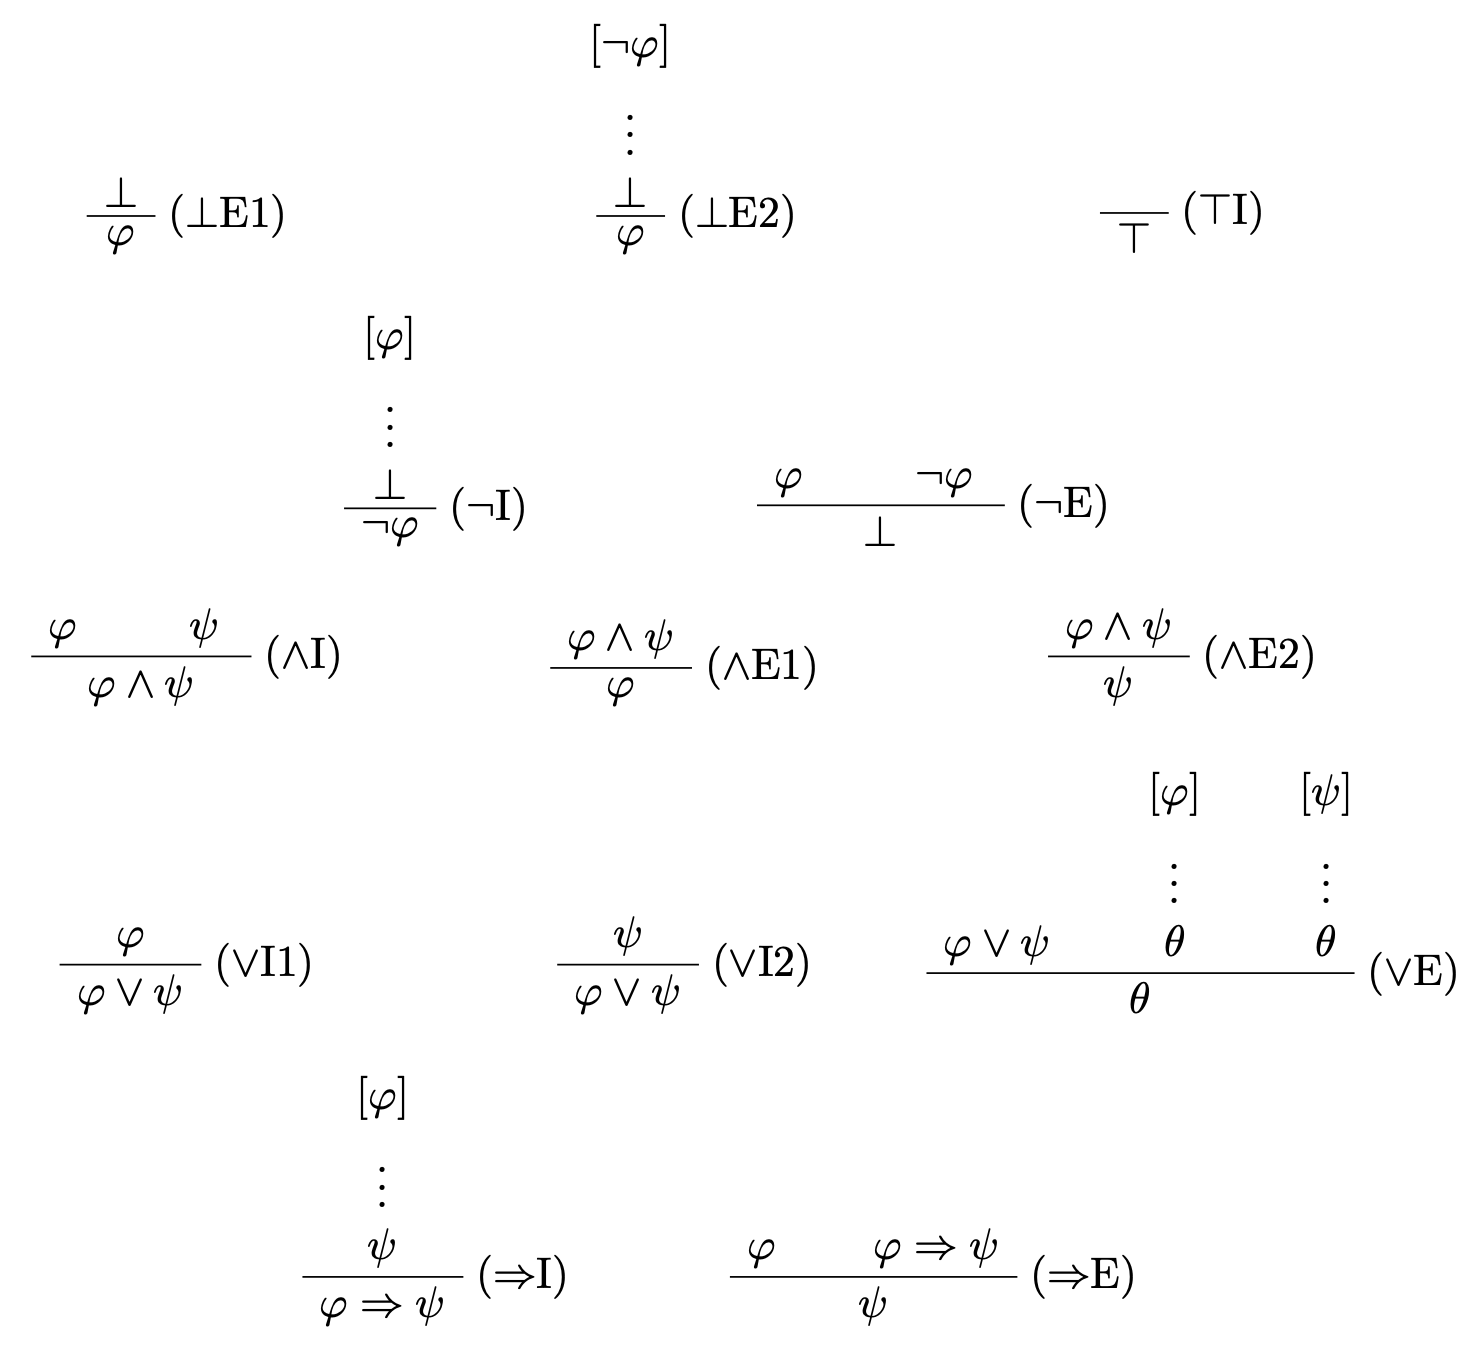 [¬φ]
⋮
⊥ ⊥
φ (⊥E1) φ (⊥E2) ⊤ (⊤I)
[φ]
⋮
⊥ φ ¬φ
¬φ (¬I) ⊥ (¬E)
φ ψ φ ∧ ψ φ ∧ ψ
φ ∧ ψ (∧I) φ (∧E1) ψ (∧E2)
[φ] [ψ]
⋮ ⋮
φ ψ φ ∨ ψ θ θ
φ ∨ ψ (∨I1) φ ∨ ψ (∨I2) θ (∨E)
[φ]
⋮
ψ φ φ ⇒ ψ
φ ⇒ ψ (⇒I) ψ (⇒E)